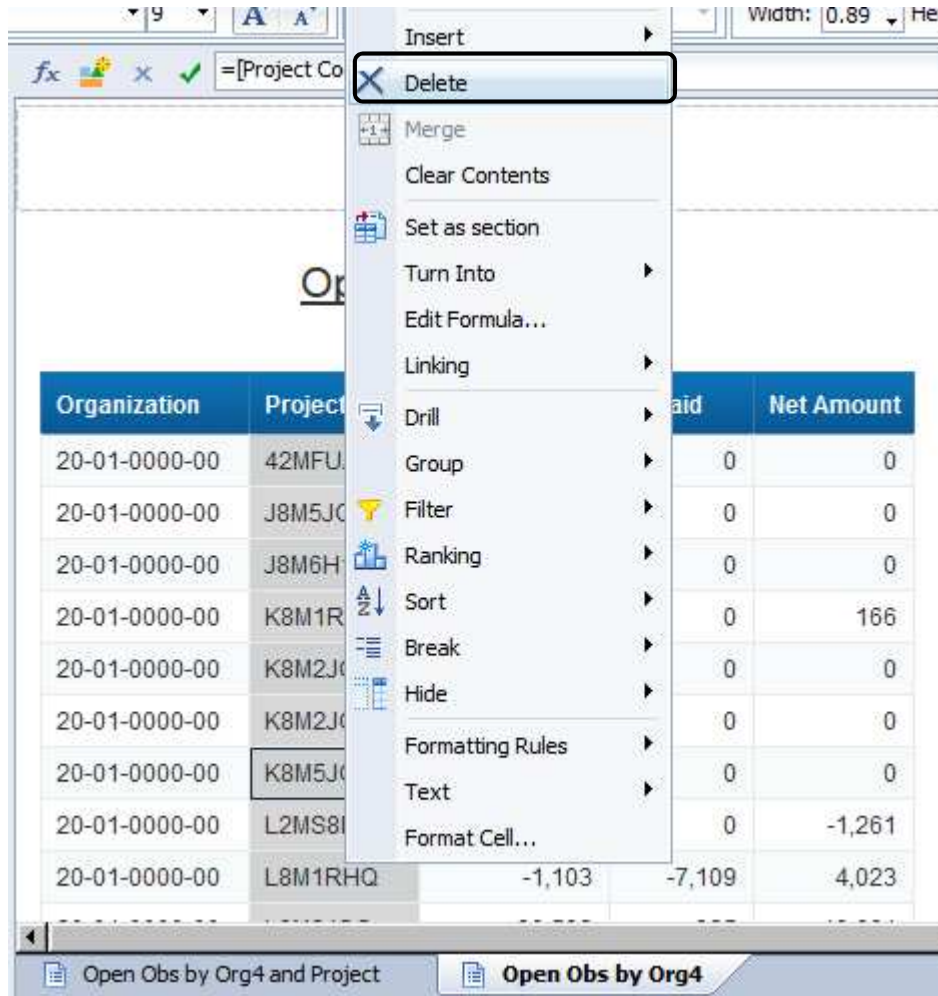 9 A A Width: 0.89 He
Insert
fx =[Project Co
Delete
Merge
Clear Contents
Set as section
Op
Turn Into
Edit Formula...
Linking
Organization Project aid Net Amount
Drill
20-01-0000-00 42MFU 0 0
Group
20-01-0000-00 J8M5JC 0 0
Filter
20-01-0000-00 J8M6H 0 0
Ranking
20-01-0000-00 K8M1R 0 166
Sort
20-01-0000-00 K8M2J 0 0
Break
20-01-0000-00 K8M2J 0 0
Hide
20-01-0000-00 K8M5J 0 0
Formatting Rules
Text
20-01-0000-00 L2MS8 0 -1,261
Format Cell...
20-01-0000-00 L8M1RHQ -1,103 -7,109 4,023
Open Obs by Org4 and Project Open Obs by Org4